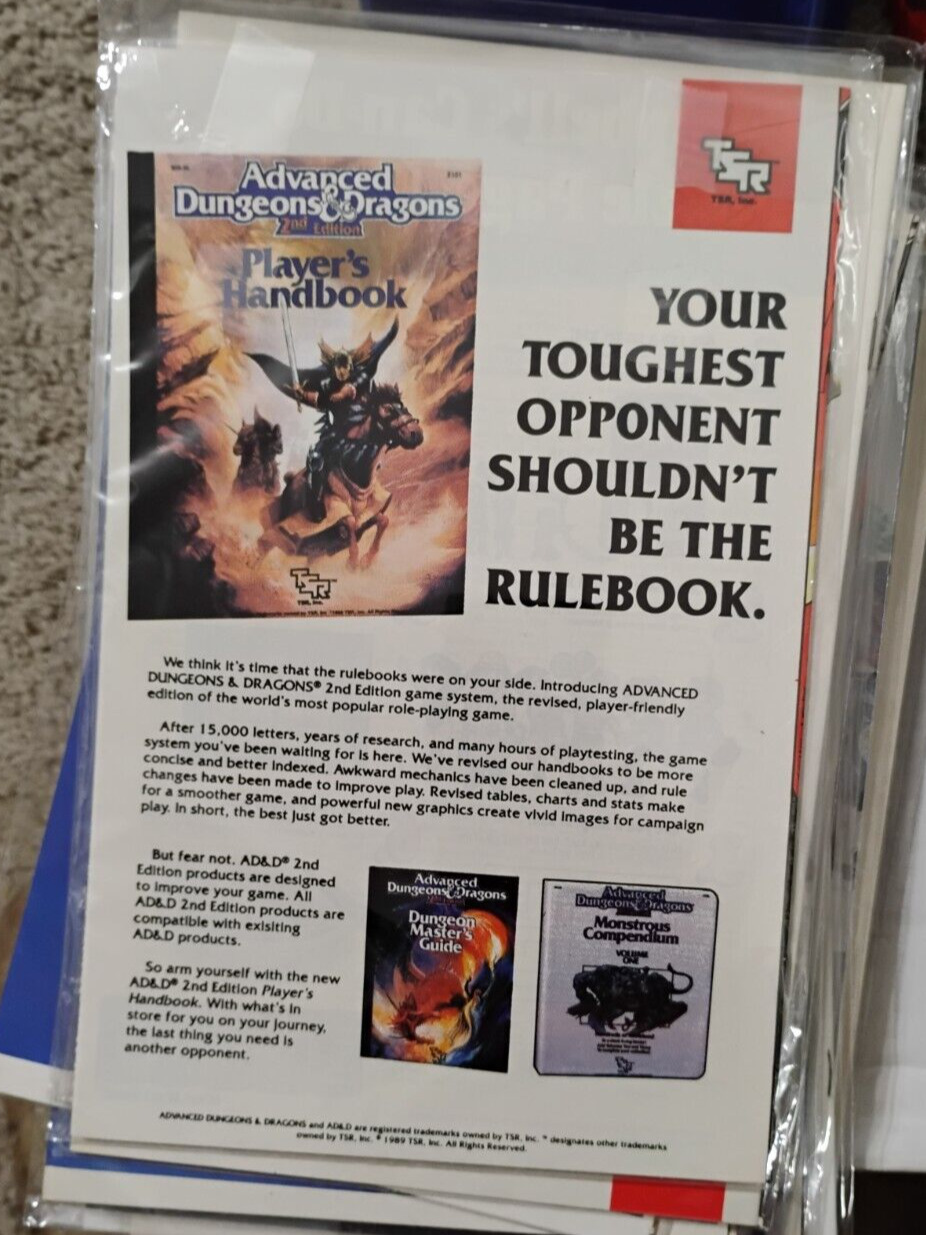 TSR
TSR, Inc.
Advanced
Dungeons & Dragons
2nd Edition
Player's
Handbook
TSR
TSR, Inc.
YOUR
TOUGHEST
OPPONENT
SHOULDN'T
BE THE
RULEBOOK.
We think it's time that the rulebooks were on your side. Introducing ADVANCED
DUNGEONS & DRAGONS® 2nd Edition game system, the revised, player-friendly
edition of the world's most popular role-playing game.
After 15,000 letters, years of research, and many hours of playtesting, the game
system you've been waiting for is here. We've revised our handbooks to be more
concise and better indexed. Awkward mechanics have been cleaned up, and rule
changes have been made to improve play. Revised tables, charts and stats make
for a smoother game, and powerful new graphics create vivid images for campaign
play. In short, the best just got better.
But fear not. AD&D® 2nd
Edition products are designed
to improve your game. All
AD&D 2nd Edition products are
compatible with exisiting
AD&D products.
So arm yourself with the new
AD&D® 2nd Edition Player's
Handbook. With what's in
store for you on your journey,
the last thing you need is
another opponent.
Advanced
Dungeons & Dragons
Dungeon
Master's
Guide
Advanced
Dungeons & Dragons
Monstrous
Compendium
VOLUME
ONE
ADVANCED DUNGEONS & DRAGONS and AD&D are registered trademarks owned by TSR, Inc. ™ designates other trademarks
owned by TSR, Inc. © 1989 TSR, Inc. All Rights Reserved.